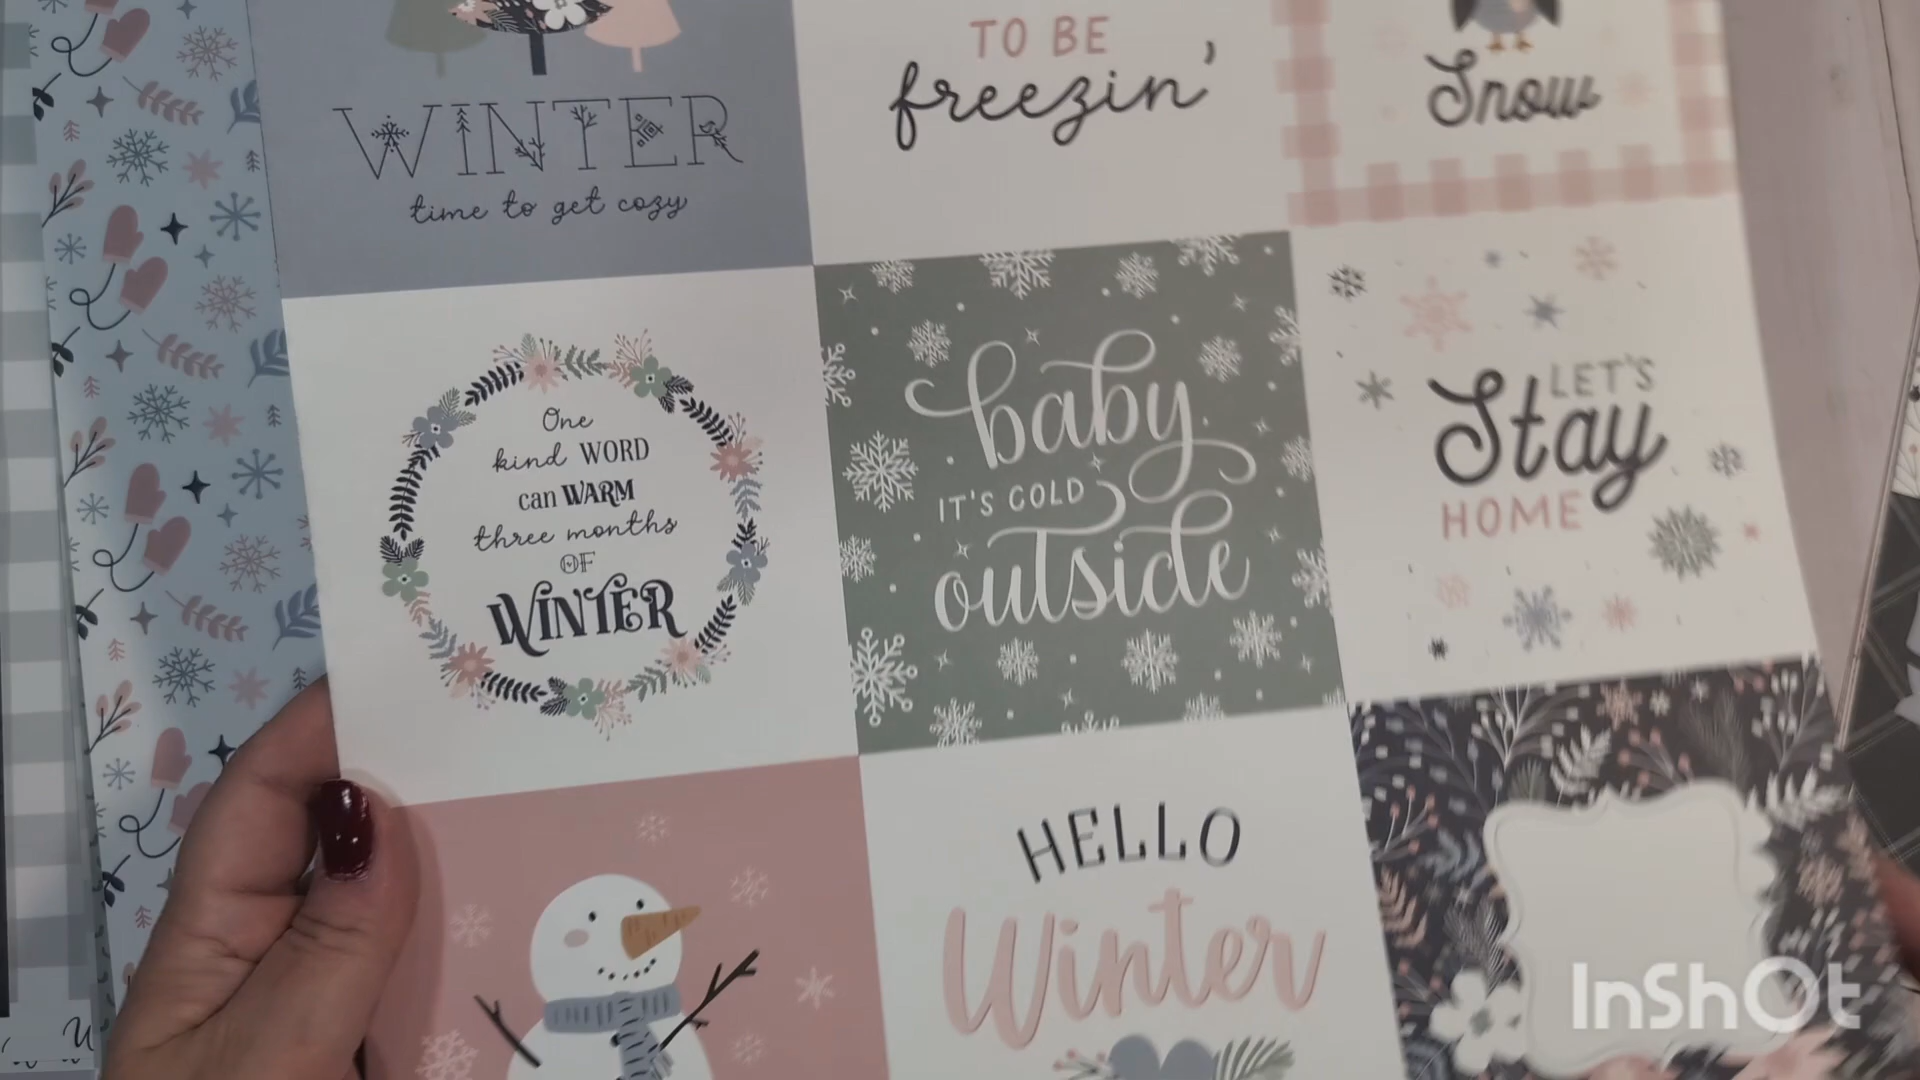 WINTER
time to get cozy
TO BE
freezin'
Snow
One
kind WORD
can WARM
three months
OF
WINTER
baby
IT'S COLD
outside
LET'S
Stay
HOME
HELLO
Winter
InShOt